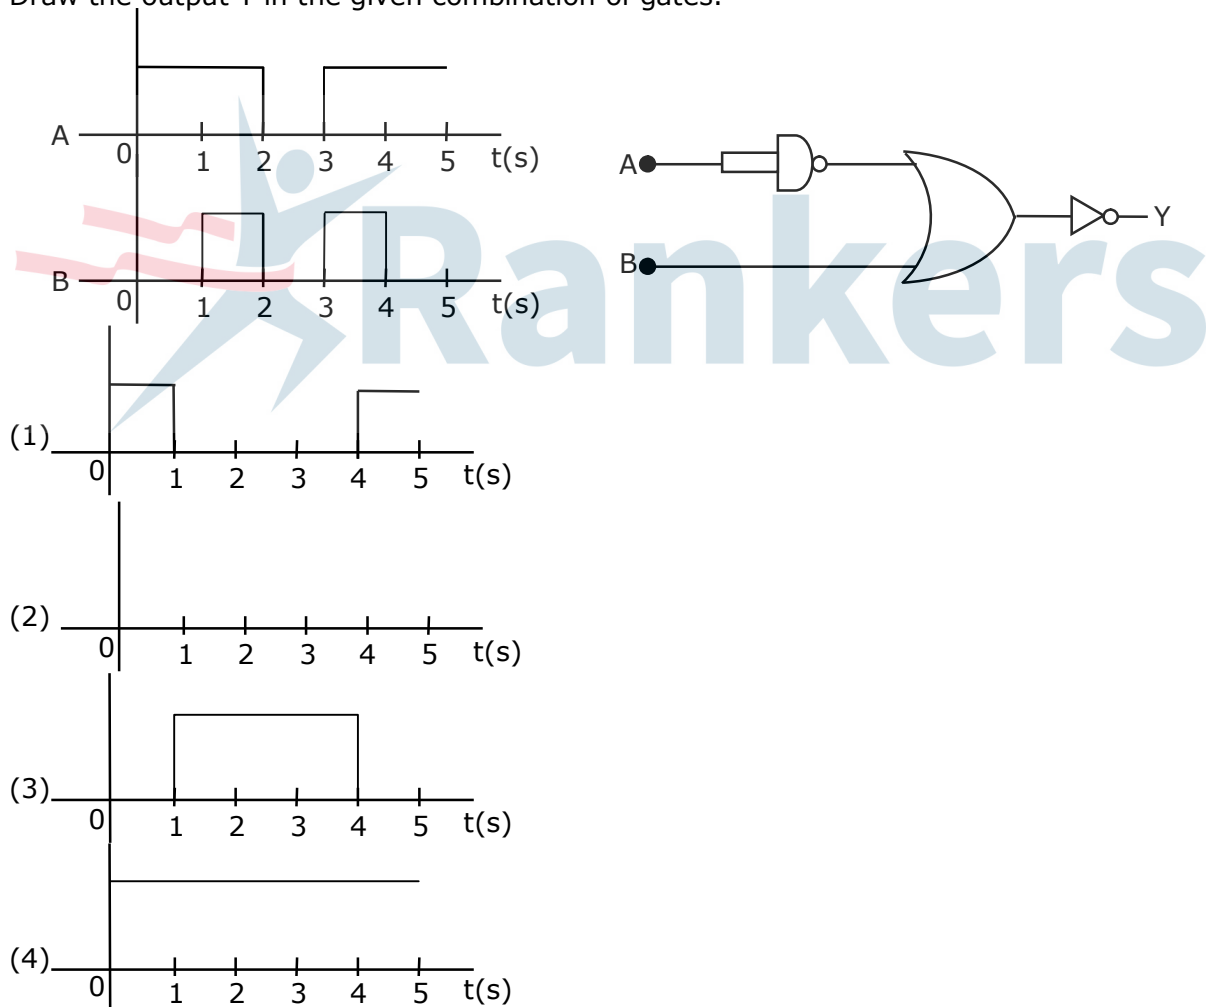 Draw the output Y in the given combination of gates.
A
0 1 2 3 4 5 t(s)
B
0 1 2 3 4 5 t(s)
A
B
Y
Rankers
(1)
0 1 2 3 4 5 t(s)
(2)
0 1 2 3 4 5 t(s)
(3)
0 1 2 3 4 5 t(s)
(4)
0 1 2 3 4 5 t(s)